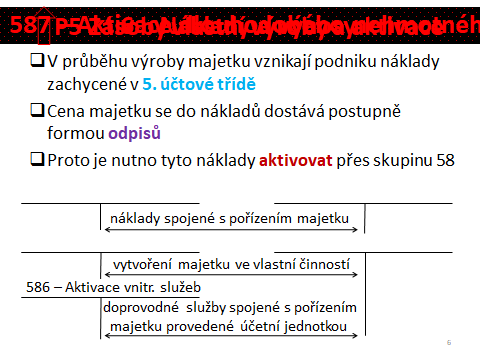 V průběhu výroby majetku vznikají podniku náklady
zachycené v 5. účtové třídě
Cena majetku se do nákladů dostává postupně
formou odpisů
Proto je nutno tyto náklady aktivovat přes skupinu 58
náklady spojené s pořízením majetku
vytvoření majetku ve vlastní činností
586 – Aktivace vnitr. služeb
doprovodné služby spojené s pořízením
majetku provedené účetní jednotkou
6